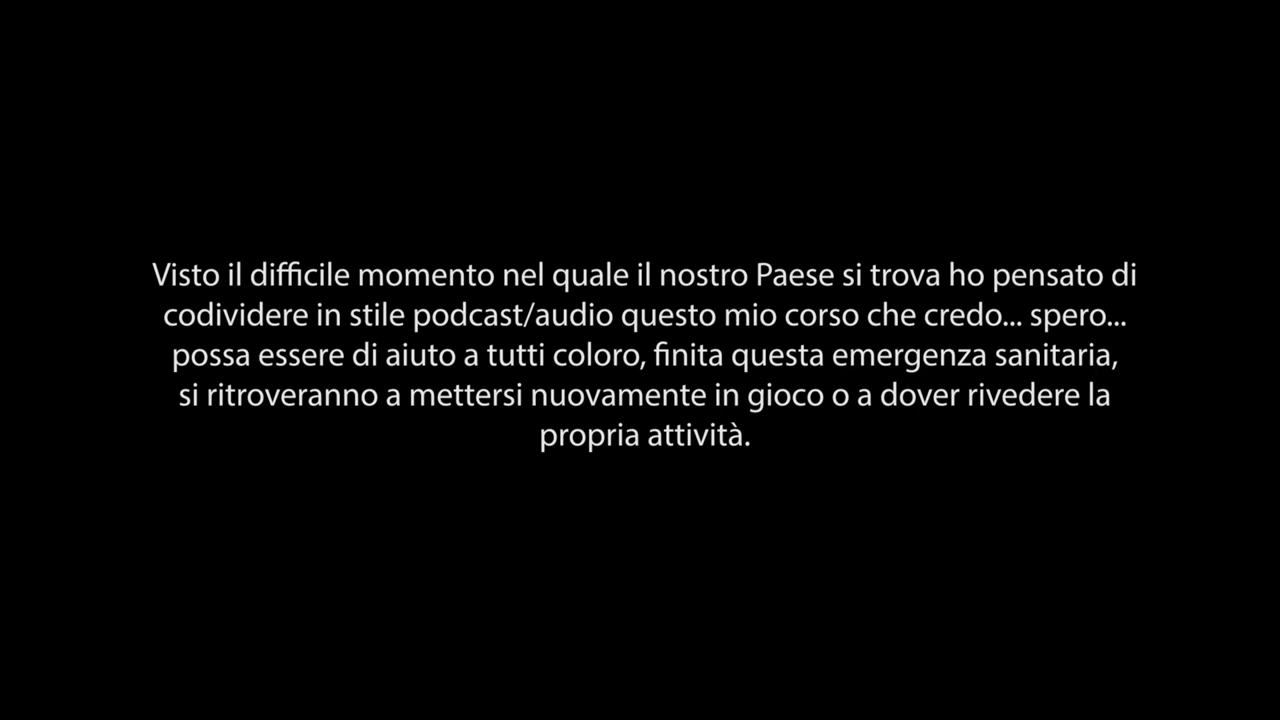 Visto il difficile momento nel quale il nostro Paese si trova ho pensato di
codividere in stile podcast/audio questo mio corso che credo... spero...
possa essere di aiuto a tutti coloro, finita questa emergenza sanitaria,
si ritroveranno a mettersi nuovamente in gioco o a dover rivedere la
propria attività.